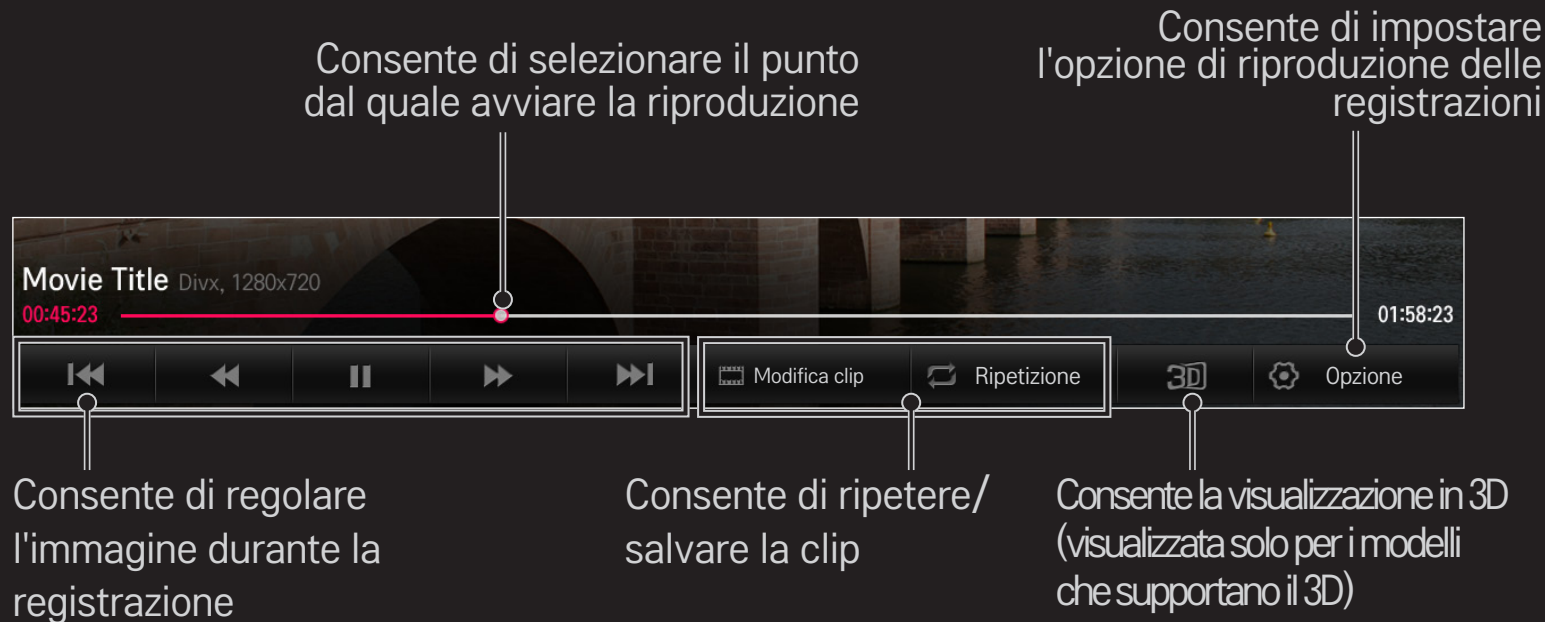 Consente di selezionare il punto
dal quale avviare la riproduzione
Consente di impostare
l'opzione di riproduzione delle
registrazioni
Movie Title Divx, 1280x720
00:45:23
01:58:23
Modifica clip
Ripetizione
3D
Opzione
Consente di regolare
l'immagine durante la
registrazione
Consente di ripetere/
salvare la clip
Consente la visualizzazione in 3D
(visualizzata solo per i modelli
che supportano il 3D)